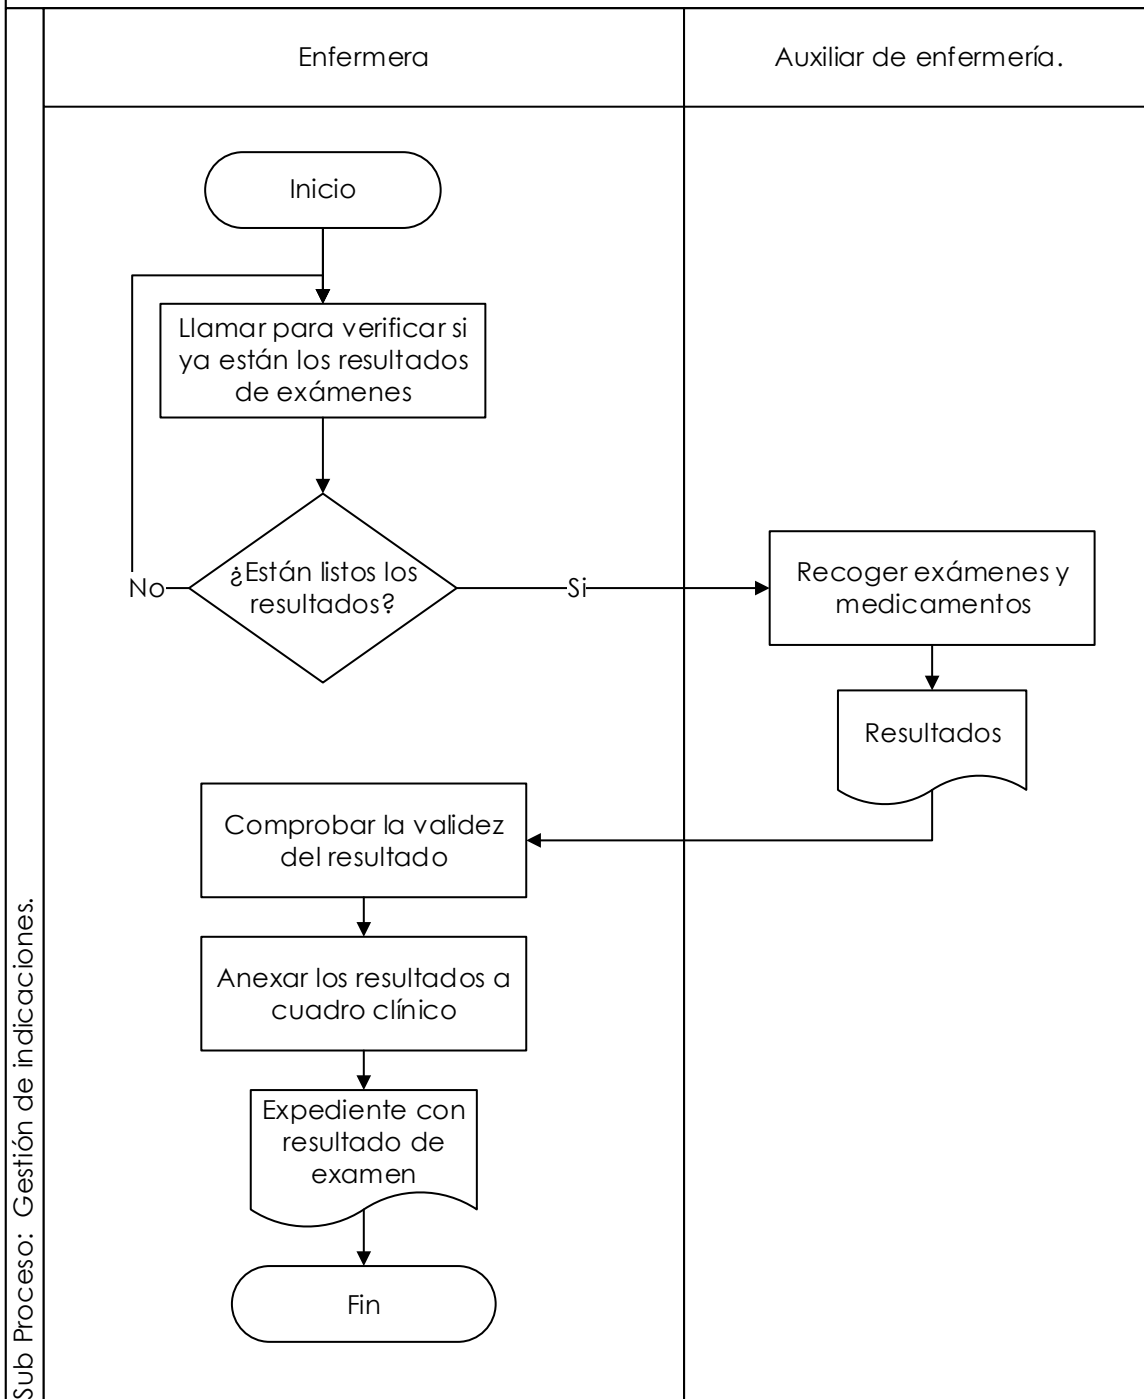 Enfermera
Auxiliar de enfermería.
Inicio
Llamar para verificar si
ya están los resultados
de exámenes
¿Están listos los
resultados?
No
Si
Recoger exámenes y
medicamentos
Resultados
Comprobar la validez
del resultado
Anexar los resultados a
cuadro clínico
Expediente con
resultado de
examen
Fin
Sub Proceso: Gestión de indicaciones.